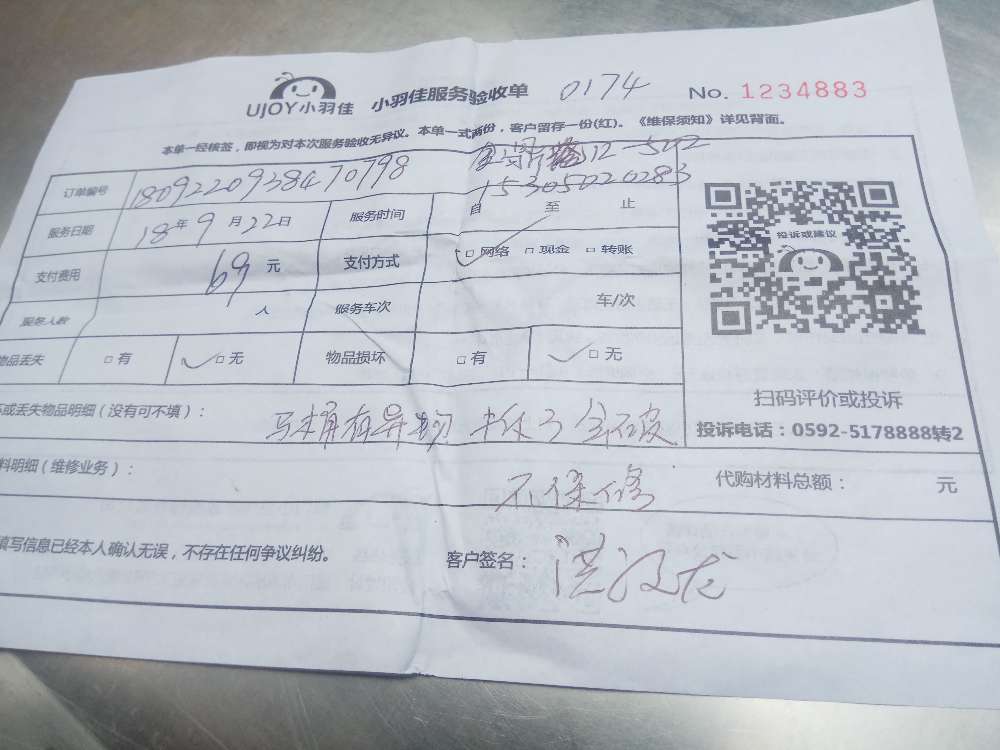 UJOY小羽佳 小羽佳服务验收单 0174 No. 1234883
本单一经核签，即视为对本次服务验收无异议。本单一式两份，客户留存一份(红)。《维保须知》详见背面。
12-502
订单编号 1809220938470798 15305020283
服务日期 18年9月22日 服务时间 自 至 止
支付费用 69元 支付方式 □网络 □现金 □转账
服务人数 人 服务车次 车/次
物品丢失 □有 □无 物品损坏 □有 □无
投诉或建议
扫码评价或投诉
投诉电话：0592-5178888转2
坏或丢失物品明细（没有可不填）： 马桶有异物
料明细（维修业务）： 不保修 代购材料总额： 元
填写信息已经本人确认无误，不存在任何争议纠纷。 客户签名：